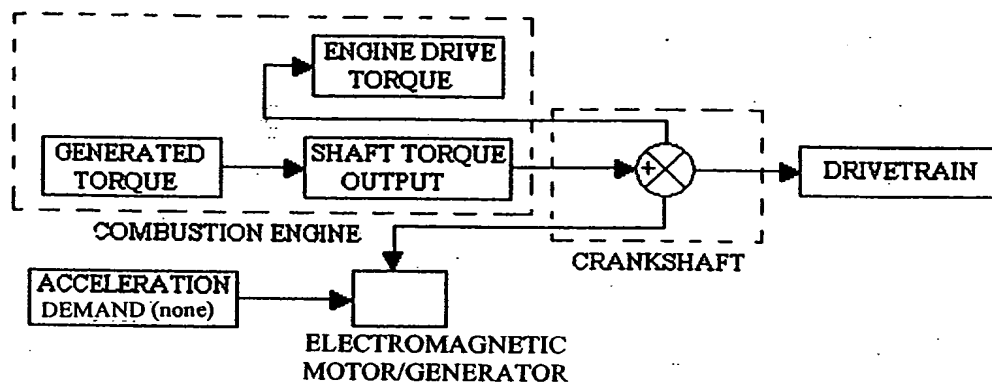 ENGINE DRIVE
TORQUE
GENERATED
TORQUE
SHAFT TORQUE
OUTPUT
+
DRIVETRAIN
COMBUSTION ENGINE
CRANKSHAFT
ACCELERATION
DEMAND (none)
ELECTROMAGNETIC
MOTOR/GENERATOR